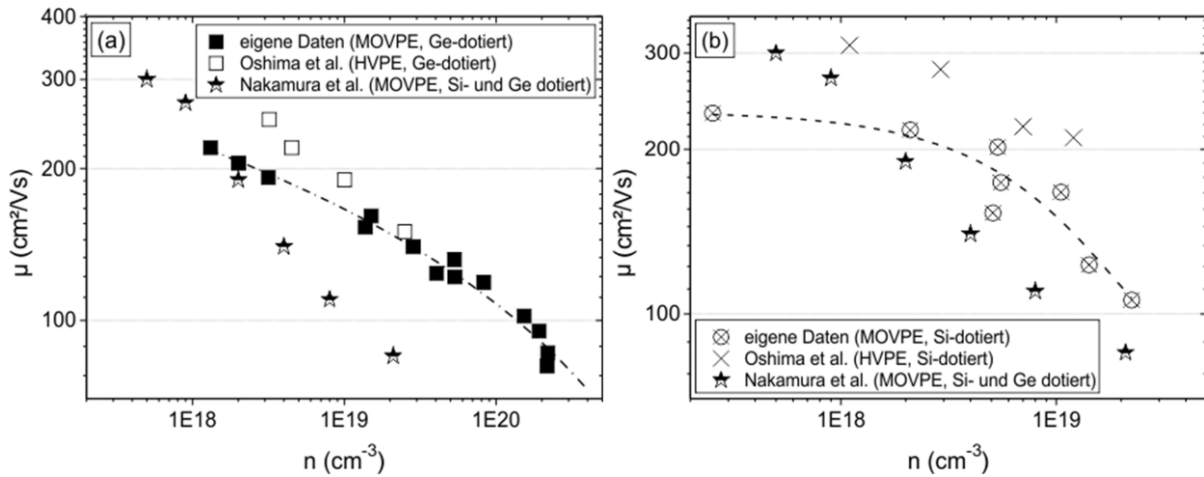 (a)
eigene Daten (MOVPE, Ge-dotiert)
Oshima et al. (HVPE, Ge-dotiert)
Nakamura et al. (MOVPE, Si- und Ge dotiert)
400
300
200
100
µ (cm²/Vs)
1E18
1E19
1E20
n (cm⁻³)
(b)
300
200
100
µ (cm²/Vs)
eigene Daten (MOVPE, Si-dotiert)
Oshima et al. (HVPE, Si-dotiert)
Nakamura et al. (MOVPE, Si- und Ge dotiert)
1E18
1E19
n (cm⁻³)